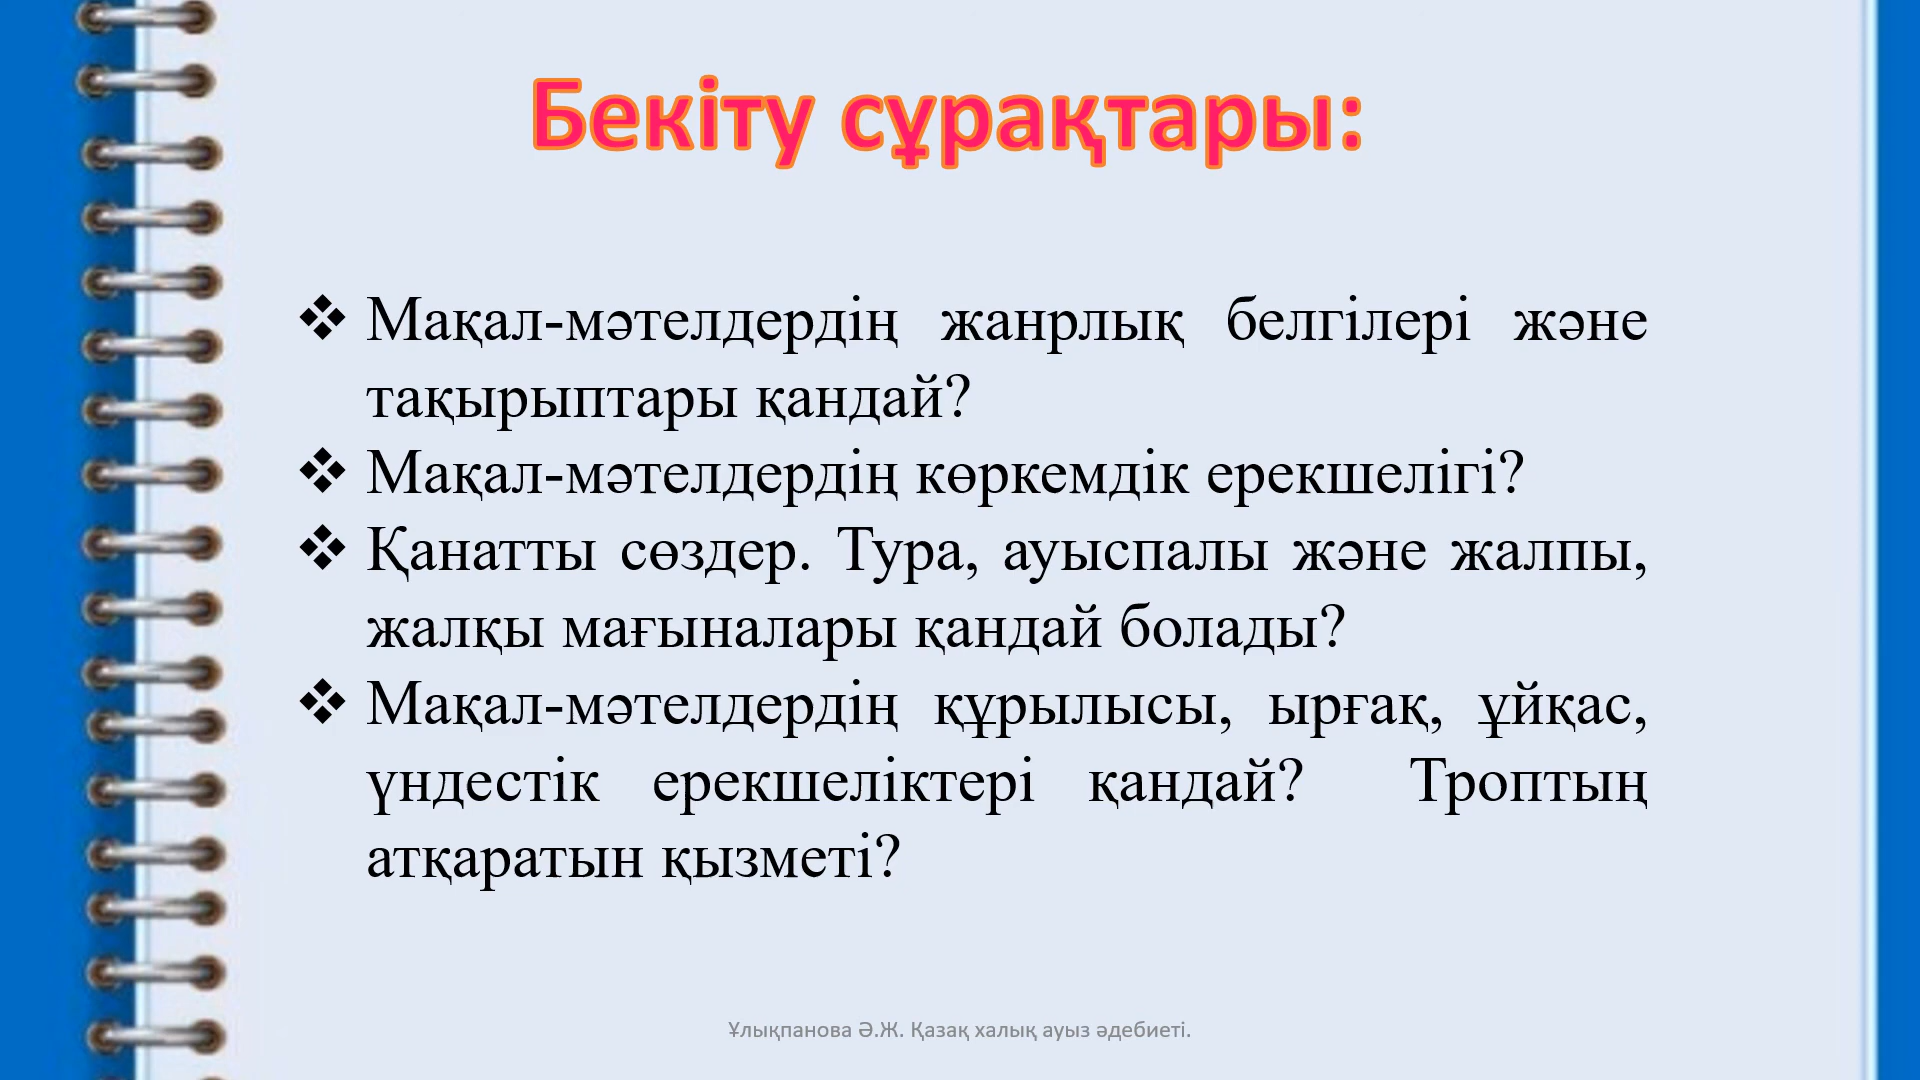 Бекіту сұрақтары:
❖ Мақал-мәтелдердің жанрлық белгілері және
тақырыптары қандай?
❖ Мақал-мәтелдердің көркемдік ерекшелігі?
❖ Қанатты сөздер. Тура, ауыспалы және жалпы,
жалқы мағыналары қандай болады?
❖ Мақал-мәтелдердің құрылысы, ырғақ, ұйқас,
үндестік ерекшеліктері қандай? Троптың
атқаратын қызметі?
Ұлықпанова Ә.Ж. Қазақ халық ауыз әдебиеті.